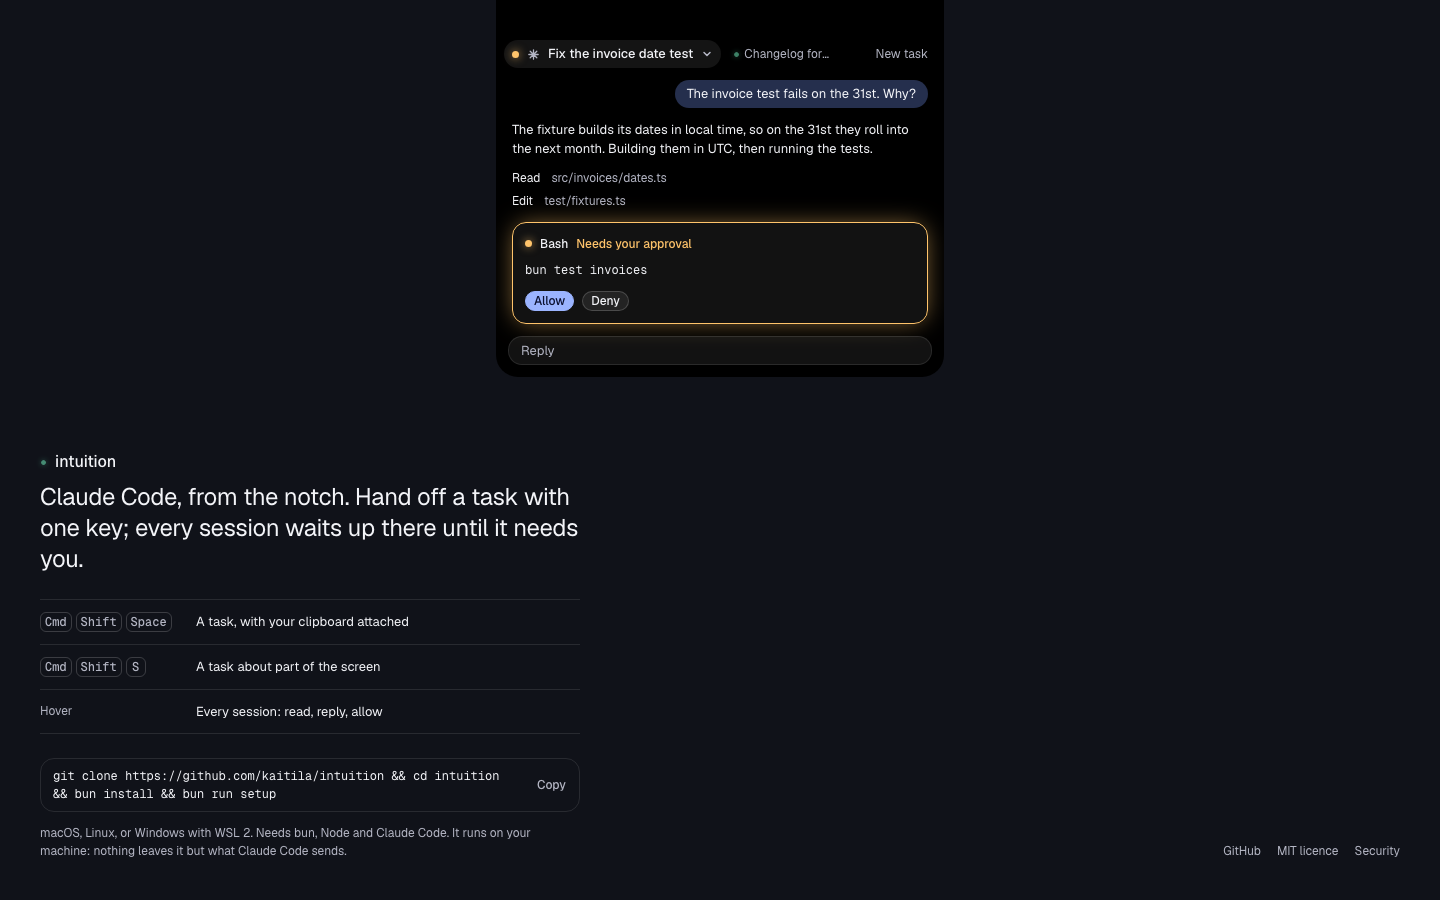 Fix the invoice date test
Changelog for…
New task
The invoice test fails on the 31st. Why?
The fixture builds its dates in local time, so on the 31st they roll into
the next month. Building them in UTC, then running the tests.
Read src/invoices/dates.ts
Edit test/fixtures.ts
Bash Needs your approval
bun test invoices
Allow Deny
Reply
intuition
Claude Code, from the notch. Hand off a task with
one key; every session waits up there until it needs
you.
Cmd Shift Space A task, with your clipboard attached
Cmd Shift S A task about part of the screen
Hover Every session: read, reply, allow
git clone https://github.com/kaitila/intuition && cd intuition
&& bun install && bun run setup
Copy
macOS, Linux, or Windows with WSL 2. Needs bun, Node and Claude Code. It runs on your
machine: nothing leaves it but what Claude Code sends.
GitHub MIT licence Security